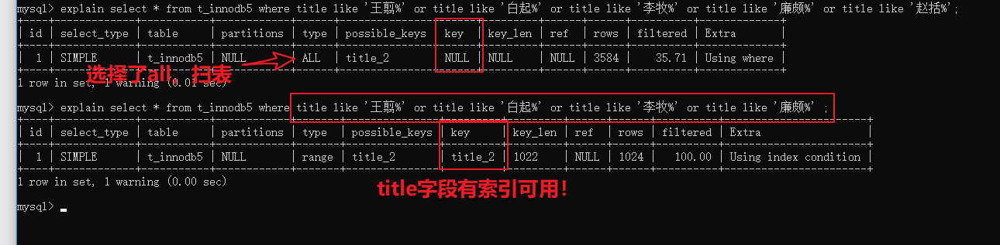 mysql> explain select * from t_innodb5 where title like '王翦%' or title like '白起%' or title like '李牧%' or title like '廉颇%' or title like '赵括%';
| id | select_type | table | partitions | type | possible_keys | key | key_len | ref | rows | filtered | Extra |
| 1 | SIMPLE | t_innodb5 | NULL | ALL | title_2 | NULL | NULL | NULL | 3584 | 35.71 | Using where |
选择了all，扫表
1 row in set, 1 warning (0.01 sec)
mysql> explain select * from t_innodb5 where title like '王翦%' or title like '白起%' or title like '李牧%' or title like '廉颇%' ;
| id | select_type | table | partitions | type | possible_keys | key | key_len | ref | rows | filtered | Extra |
| 1 | SIMPLE | t_innodb5 | NULL | range | title_2 | title_2 | 1022 | NULL | 1024 | 100.00 | Using index condition |
1 row in set, 1 warning (0.00 sec)
title字段有索引可用！
mysql>